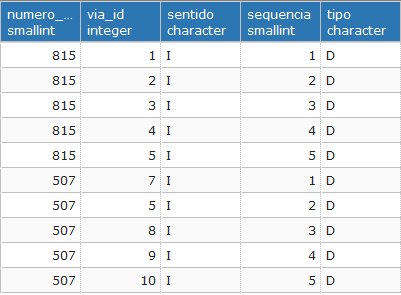 numero_... via_id sentido sequencia tipo
smallint integer character smallint character
815 1 I 1 D
815 2 I 2 D
815 3 I 3 D
815 4 I 4 D
815 5 I 5 D
507 7 I 1 D
507 5 I 2 D
507 8 I 3 D
507 9 I 4 D
507 10 I 5 D